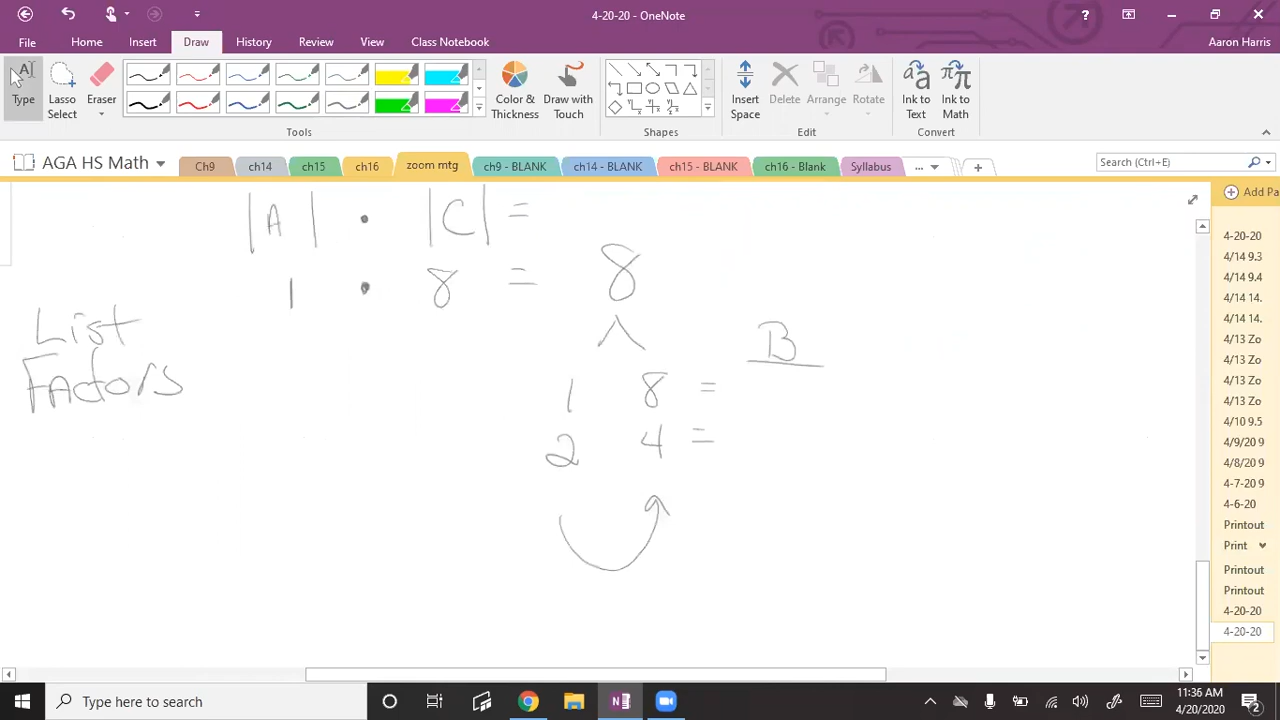 4-20-20 - OneNote
Aaron Harris
File Home Insert Draw History Review View Class Notebook
Type Lasso Select Eraser Color & Thickness Draw with Touch Insert Space Delete Arrange Rotate Ink to Text Ink to Math
Tools Shapes Edit Convert
AGA HS Math Ch9 ch14 ch15 ch16 zoom mtg ch9 - BLANK ch14 - BLANK ch15 - BLANK ch16 - Blank Syllabus ... + Search (Ctrl+E)
Add Pa
|A| • |C| =
1 • 8 = 8
List
Factors
B
1 8 =
2 4 =
4-20-20
4/14 9.3
4/14 9.4
4/14 14.
4/14 14.
4/13 Zo
4/13 Zo
4/13 Zo
4/13 Zo
4/10 9.5
4/9/20 9
4/8/20 9
4-7-20 9
4-6-20
Printout
Print
Printout
Printout
4-20-20
4-20-20
Type here to search
11:36 AM
4/20/2020
2